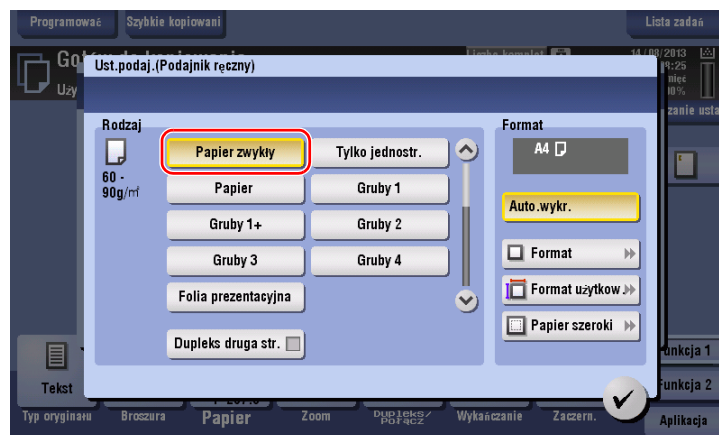 Programować Szybkie kopiowani Lista zadań
14/08/2013
Ust.podaj.(Podajnik ręczny)
Rodzaj
Format
Papier zwykły Tylko jednostr.
A4
60 -
90g/m²
Papier Gruby 1
Auto.wykr.
Gruby 1+ Gruby 2
Gruby 3 Gruby 4
Format
Folia prezentacyjna
Format użytkow.
Papier szeroki
Dupleks druga str.
Tekst
Funkcja 2
Typ oryginału Broszura Papier Zoom Dupleks/
Połącz Wykańczanie Zaczern. Aplikacja